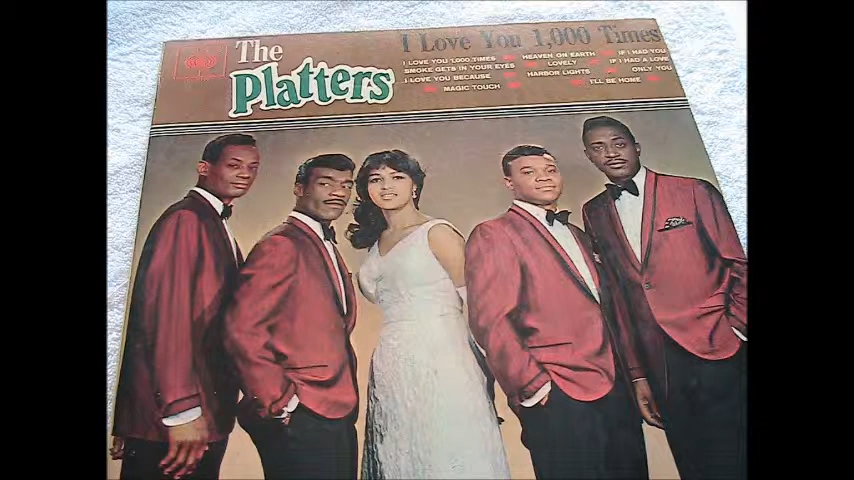 The
Platters
I Love You 1,000 Times
I LOVE YOU 1,000 TIMES HEAVEN ON EARTH IF I HAD YOU
SMOKE GETS IN YOUR EYES LOVELY IF I HAD A LOVE
I LOVE YOU BECAUSE HARBOR LIGHTS ONLY YOU
MAGIC TOUCH I'LL BE HOME